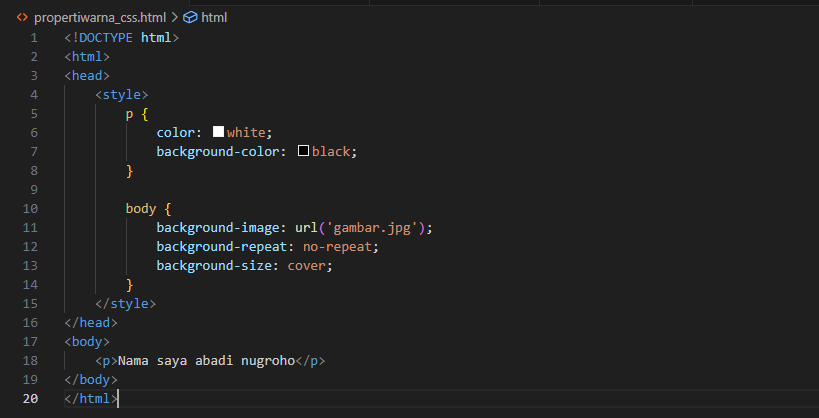 propertiwarna_css.html > html
1 <!DOCTYPE html>
2 <html>
3 <head>
4 <style>
5 p {
6 color: white;
7 background-color: black;
8 }
9
10 body {
11 background-image: url('gambar.jpg');
12 background-repeat: no-repeat;
13 background-size: cover;
14 }
15 </style>
16 </head>
17 <body>
18 <p>Nama saya abadi nugroho</p>
19 </body>
20 </html>